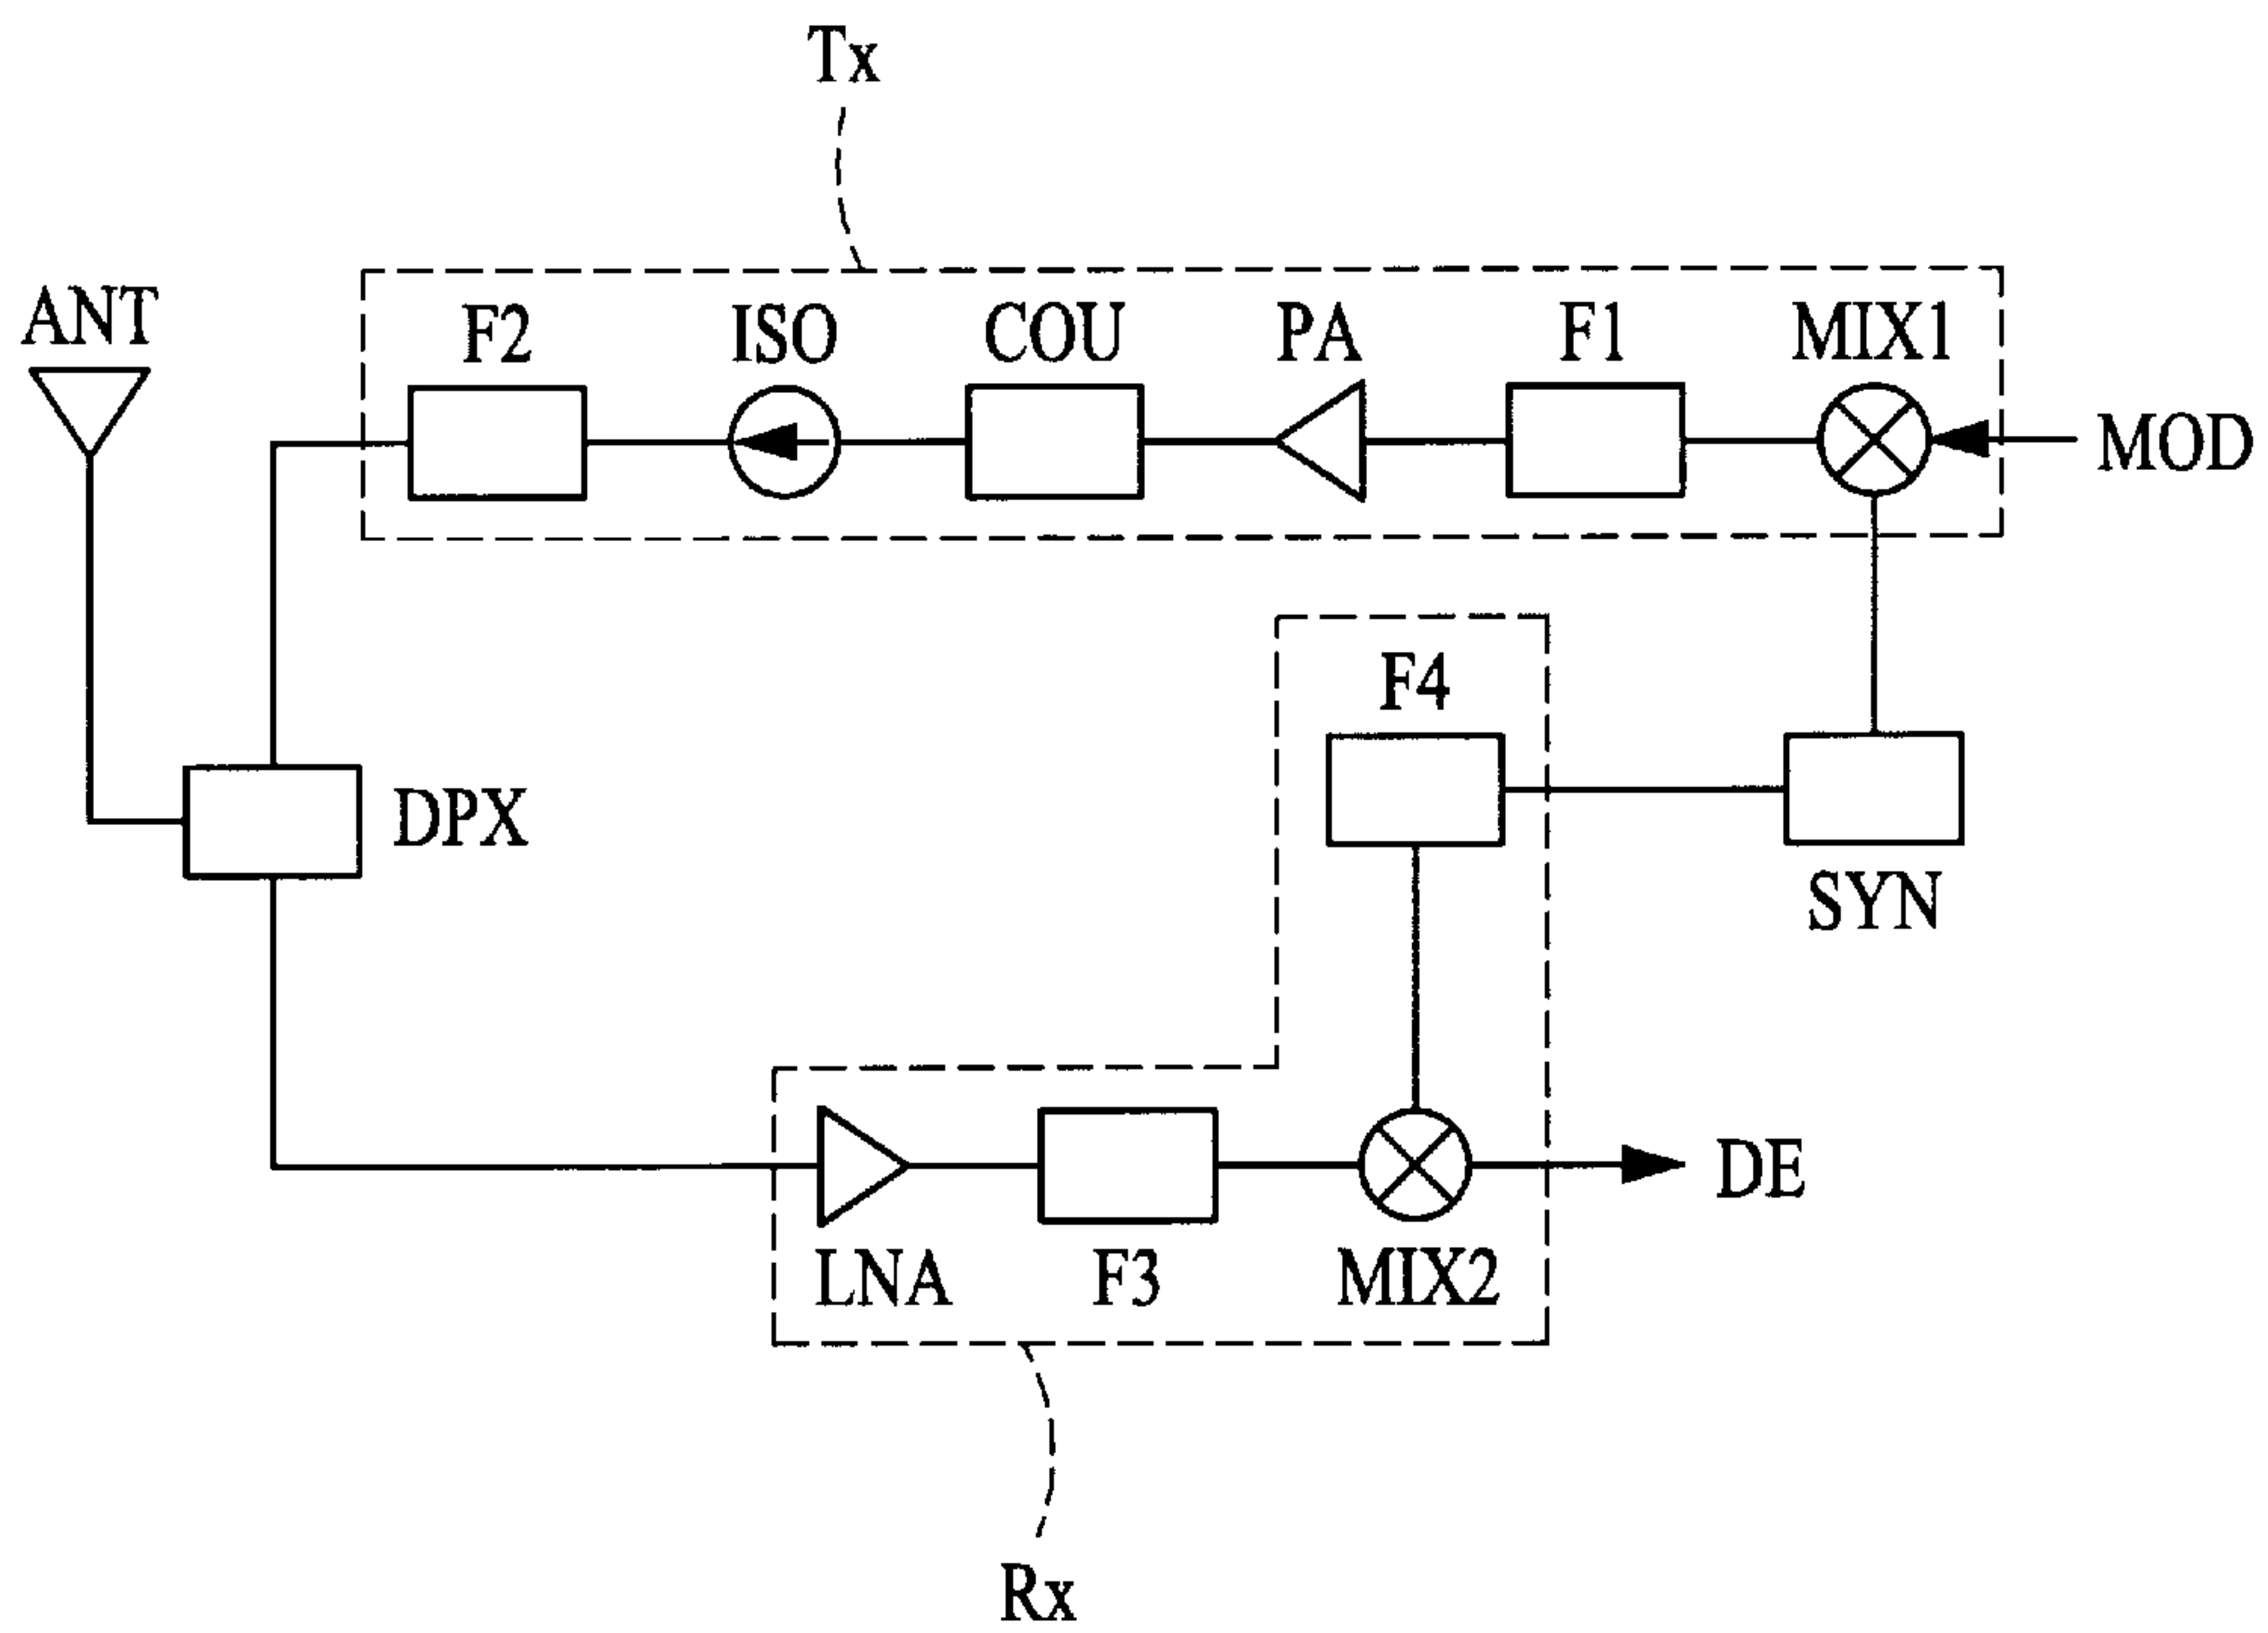 Tx
ANT
F2
ISO
COU
PA
F1
MIX1
MOD
F4
DPX
SYN
DE
LNA
F3
MIX2
Rx